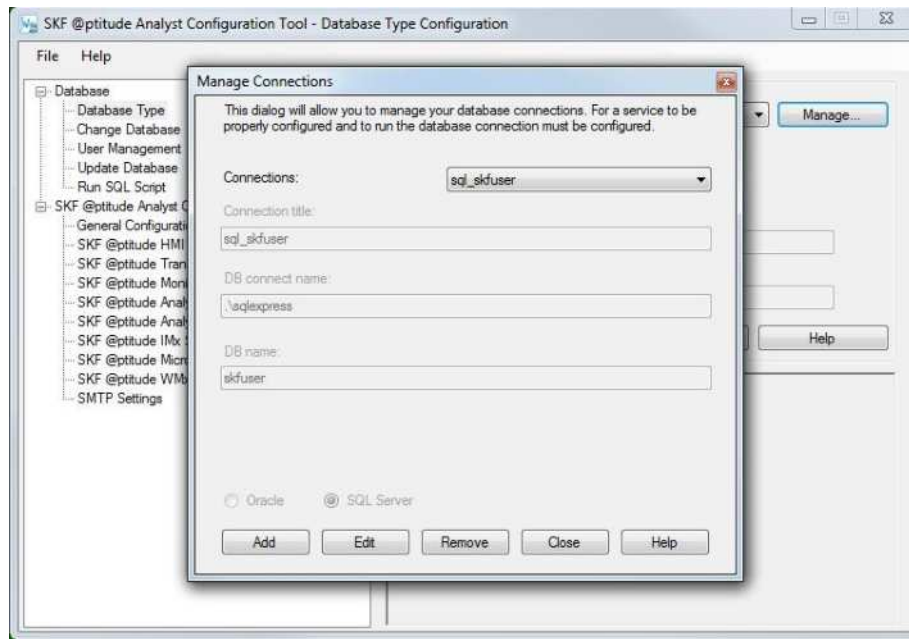 SKF @ptitude Analyst Configuration Tool - Database Type Configuration
File Help
Database
Database Type
Change Database
User Management
Update Database
Run SQL Script
SKF @ptitude Analyst
General Configurati
SKF @ptitude HMI
SKF @ptitude Tran
SKF @ptitude Moni
SKF @ptitude Anal
SKF @ptitude Anal
SKF @ptitude IMx
SKF @ptitude Micr
SKF @ptitude WM
SMTP Settings
Manage...
Help
Manage Connections
This dialog will allow you to manage your database connections. For a service to be
properly configured and to run the database connection must be configured.
Connections: sql_skfuser
Connection title:
sql_skfuser
DB connect name:
.\sqlexpress
DB name:
skfuser
Oracle SQL Server
Add Edit Remove Close Help